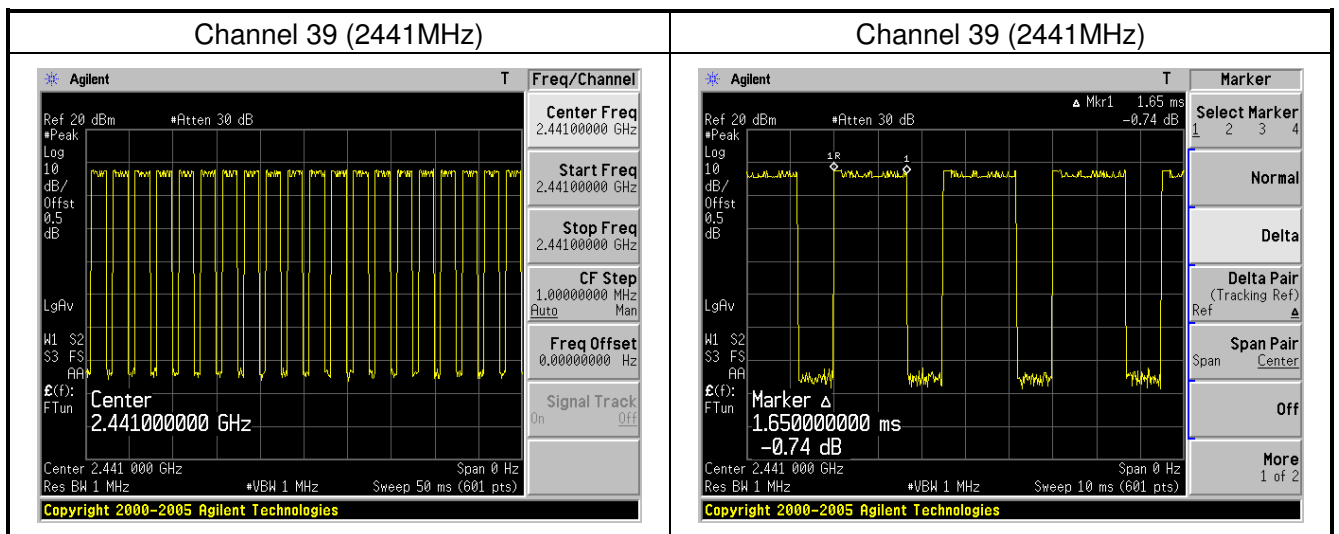 Channel 39 (2441MHz)
Agilent T Freq/Channel
Ref 20 dBm #Atten 30 dB
#Peak
Log
10
dB/
Offst
0.5
dB
LgAv
W1 S2
S3 FS
AA
£(f):
FTun
Center
2.441000000 GHz
Center 2.441 000 GHz Span 0 Hz
Res BW 1 MHz #VBW 1 MHz Sweep 50 ms (601 pts)
Center Freq
2.44100000 GHz
Start Freq
2.44100000 GHz
Stop Freq
2.44100000 GHz
CF Step
1.00000000 MHz
Auto Man
Freq Offset
0.00000000 Hz
Signal Track
On Off
Copyright 2000-2005 Agilent Technologies
Channel 39 (2441MHz)
Agilent T Marker
Δ Mkr1 1.65 ms
Ref 20 dBm #Atten 30 dB -0.74 dB
#Peak
Log
10
dB/
Offst
0.5
dB
1R
1
LgAv
W1 S2
S3 FS
AA
£(f):
FTun
Marker Δ
1.650000000 ms
-0.74 dB
Center 2.441 000 GHz Span 0 Hz
Res BW 1 MHz #VBW 1 MHz Sweep 10 ms (601 pts)
Select Marker
1 2 3 4
Normal
Delta
Delta Pair
(Tracking Ref)
Ref Δ
Span Pair
Span Center
Off
More
1 of 2
Copyright 2000-2005 Agilent Technologies